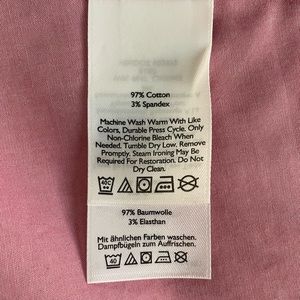 97% Cotton
3% Spandex
Machine Wash Warm With Like
Colors, Durable Press Cycle. Only
Non-Chlorine Bleach When
Needed. Tumble Dry Low. Remove
Promptly. Steam Ironing May Be
Required For Restoration. Do Not
Dry Clean.
97% Baumwolle
3% Elasthan
Mit ähnlichen Farben waschen.
Dampfbügeln zum Auffrischen.
40